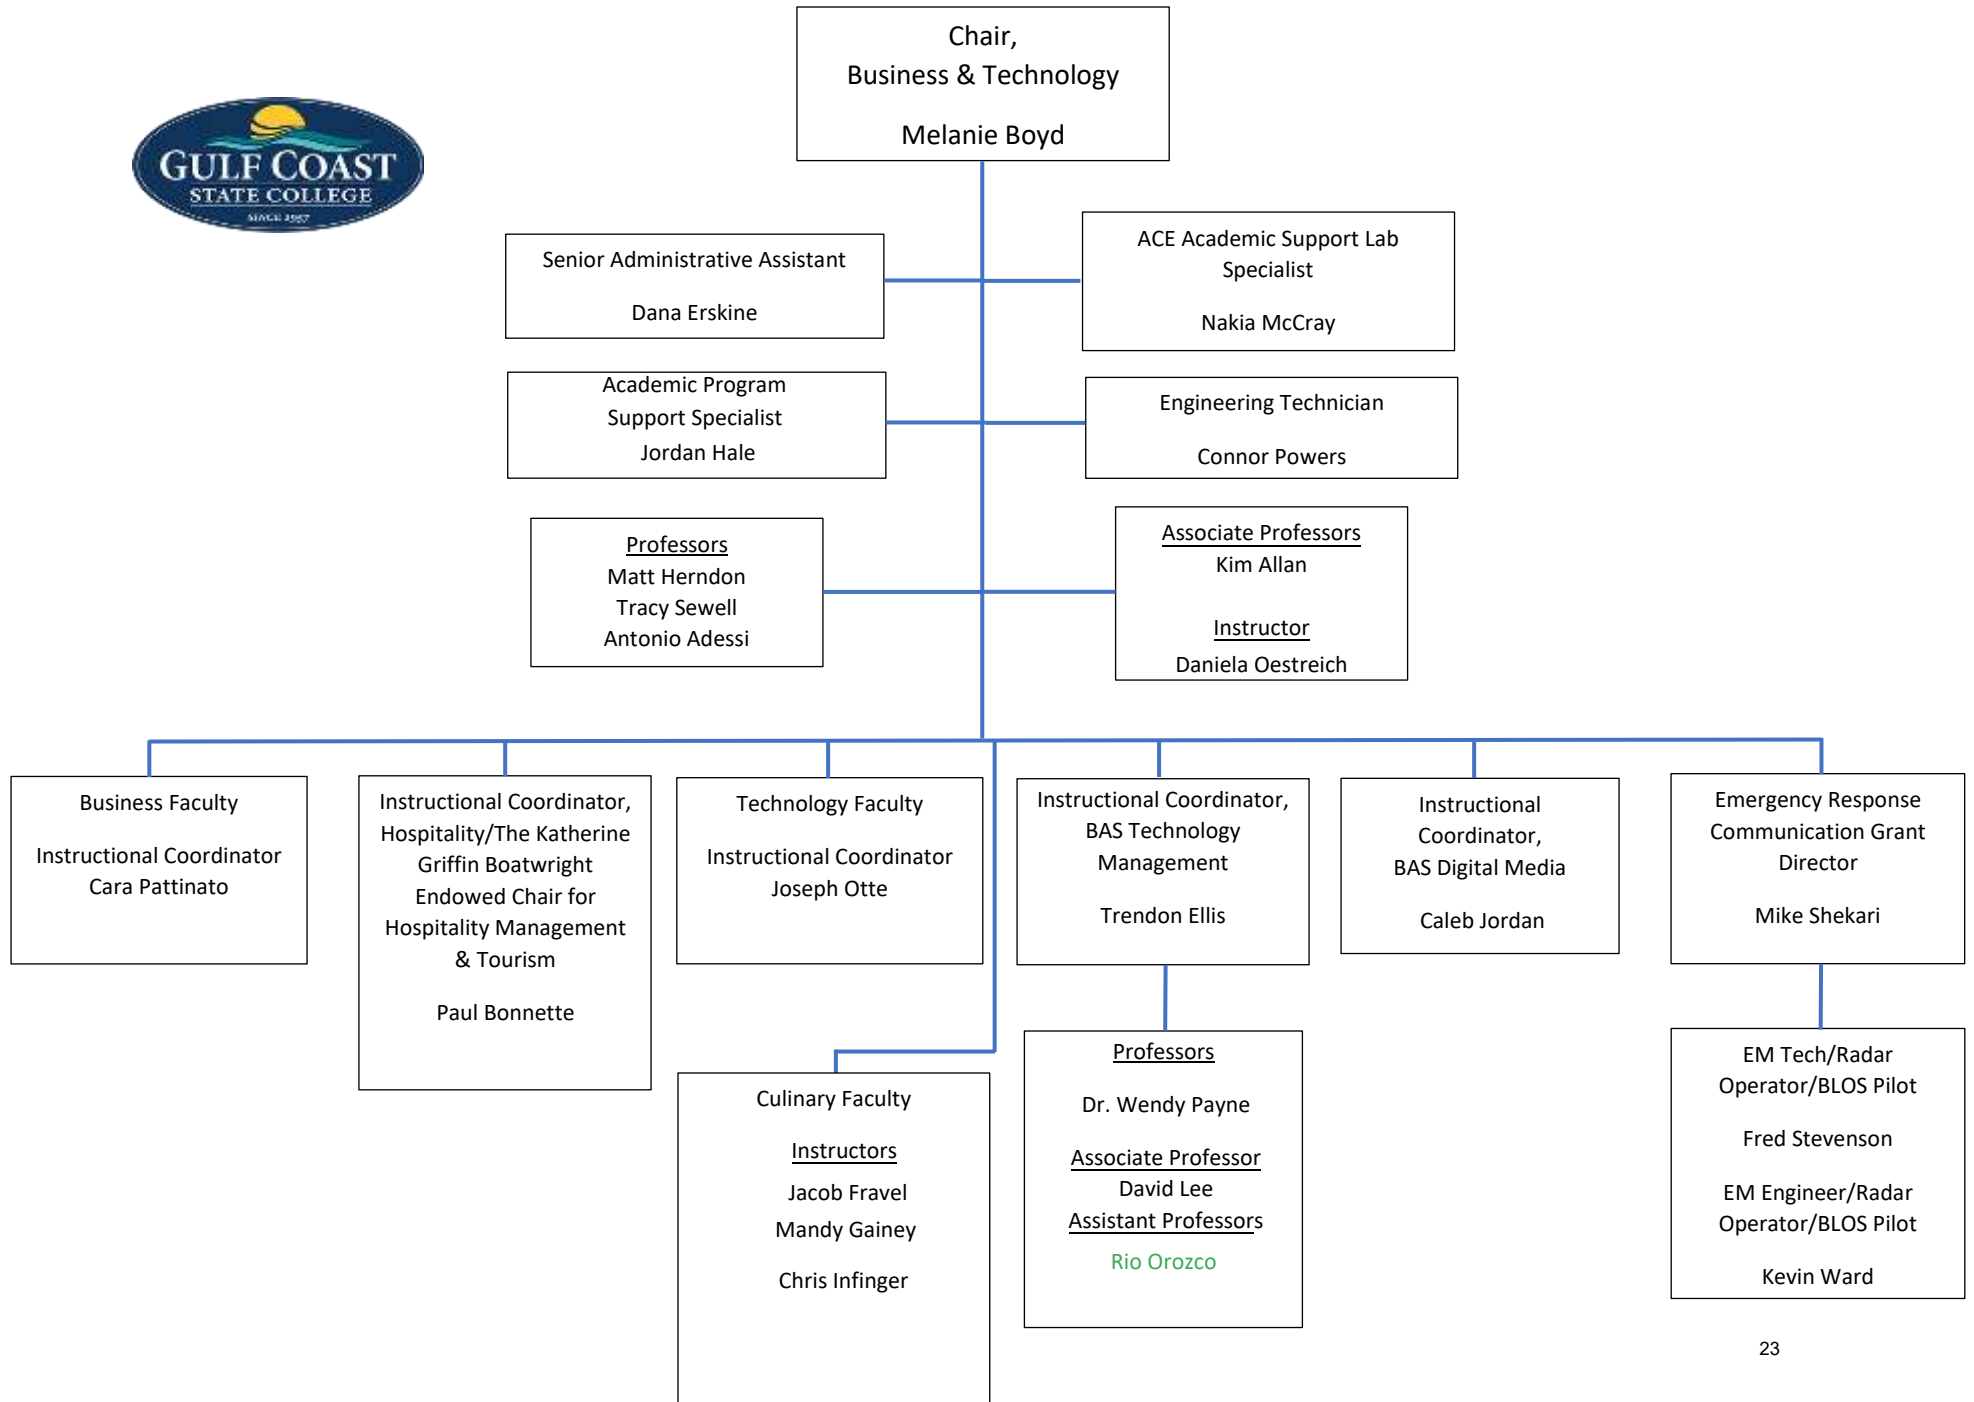 Chair,
Business & Technology
Melanie Boyd
GULF COAST
STATE COLLEGE
SINCE 1957
Senior Administrative Assistant
Dana Erskine
ACE Academic Support Lab
Specialist
Nakia McCray
Academic Program
Support Specialist
Jordan Hale
Engineering Technician
Connor Powers
Professors
Matt Herndon
Tracy Sewell
Antonio Adessi
Associate Professors
Kim Allan
Instructor
Daniela Oestreich
Business Faculty
Instructional Coordinator
Cara Pattinato
Instructional Coordinator,
Hospitality/The Katherine
Griffin Boatwright
Endowed Chair for
Hospitality Management
& Tourism
Paul Bonnette
Technology Faculty
Instructional Coordinator
Joseph Otte
Instructional Coordinator,
BAS Technology
Management
Trendon Ellis
Instructional
Coordinator,
BAS Digital Media
Caleb Jordan
Emergency Response
Communication Grant
Director
Mike Shekari
Culinary Faculty
Instructors
Jacob Fravel
Mandy Gainey
Chris Infinger
Professors
Dr. Wendy Payne
Associate Professor
David Lee
Assistant Professors
Rio Orozco
EM Tech/Radar
Operator/BLOS Pilot
Fred Stevenson
EM Engineer/Radar
Operator/BLOS Pilot
Kevin Ward
23